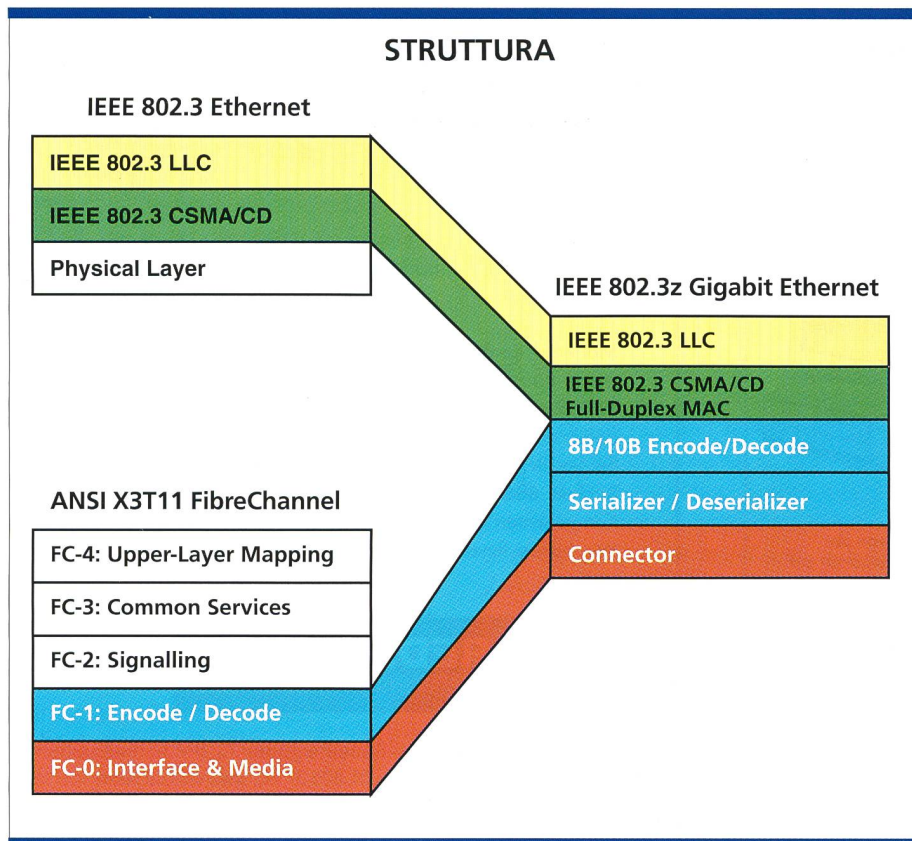 STRUTTURA
IEEE 802.3 Ethernet
IEEE 802.3 LLC
IEEE 802.3 CSMA/CD
Physical Layer
IEEE 802.3z Gigabit Ethernet
IEEE 802.3 LLC
IEEE 802.3 CSMA/CD
Full-Duplex MAC
8B/10B Encode/Decode
Serializer / Deserializer
Connector
ANSI X3T11 FibreChannel
FC-4: Upper-Layer Mapping
FC-3: Common Services
FC-2: Signalling
FC-1: Encode / Decode
FC-0: Interface & Media